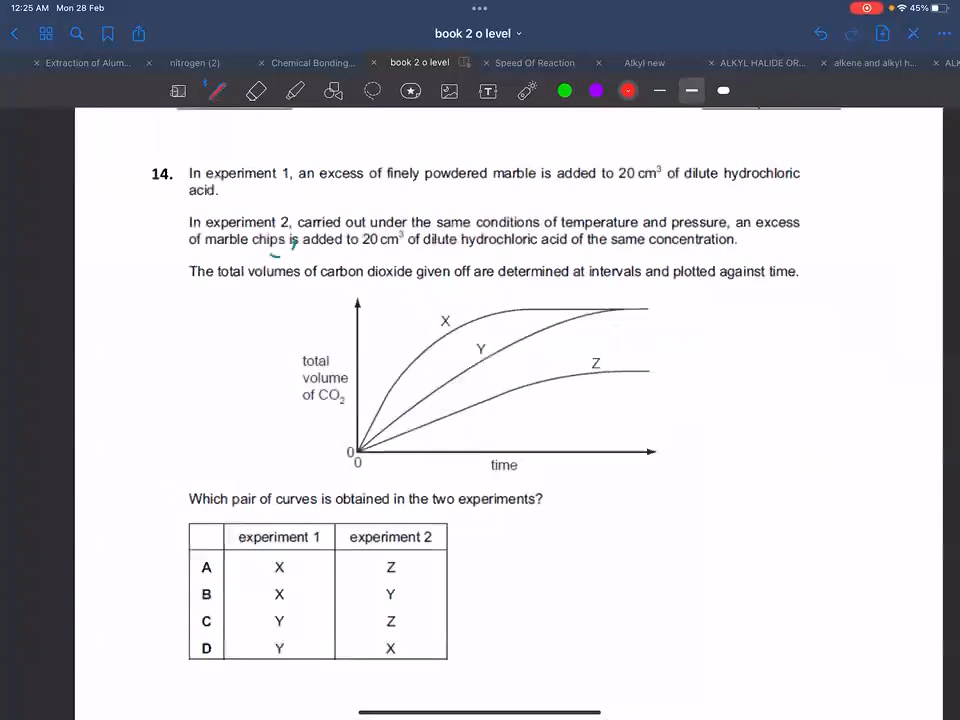 12:25 AM Mon 28 Feb
45%
book 2 o level
Extraction of Alum...
nitrogen (2)
Chemical Bonding...
book 2 o level
Speed Of Reaction
Alkyl new
ALKYL HALIDE OR...
alkene and alkyl h...
ALK
14. In experiment 1, an excess of finely powdered marble is added to 20 cm³ of dilute hydrochloric
acid.
In experiment 2, carried out under the same conditions of temperature and pressure, an excess
of marble chips is added to 20 cm³ of dilute hydrochloric acid of the same concentration.
The total volumes of carbon dioxide given off are determined at intervals and plotted against time.
X
Y
Z
total
volume
of CO₂
0
0
time
Which pair of curves is obtained in the two experiments?
experiment 1 experiment 2
A X Z
B X Y
C Y Z
D Y X